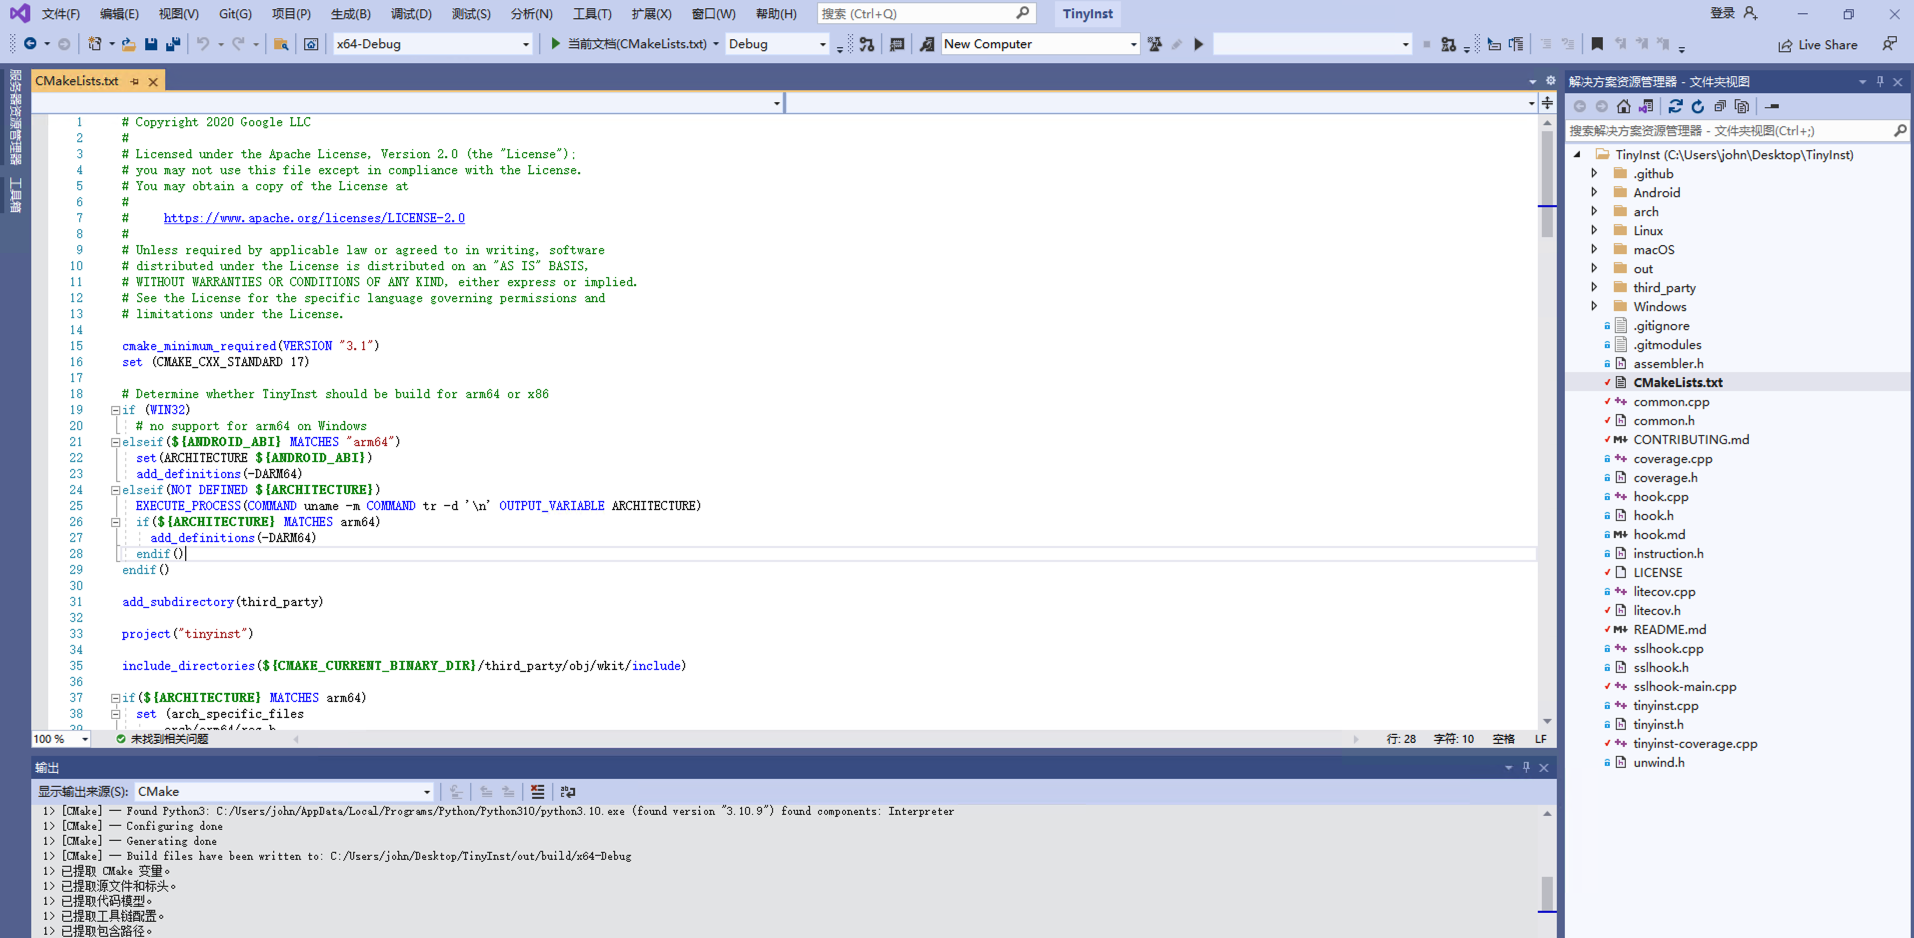 文件(F) 编辑(E) 视图(V) Git(G) 项目(P) 生成(B) 调试(D) 测试(S) 分析(N) 工具(T) 扩展(X) 窗口(W) 帮助(H) 搜索 (Ctrl+Q) TinyInst 登录
x64-Debug 当前文档(CMakeLists.txt) Debug New Computer Live Share
服务器资源管理器
工具箱
CMakeLists.txt
1 # Copyright 2020 Google LLC
2 #
3 # Licensed under the Apache License, Version 2.0 (the "License");
4 # you may not use this file except in compliance with the License.
5 # You may obtain a copy of the License at
6 #
7 #     https://www.apache.org/licenses/LICENSE-2.0
8 #
9 # Unless required by applicable law or agreed to in writing, software
10 # distributed under the License is distributed on an "AS IS" BASIS,
11 # WITHOUT WARRANTIES OR CONDITIONS OF ANY KIND, either express or implied.
12 # See the License for the specific language governing permissions and
13 # limitations under the License.
14
15 cmake_minimum_required(VERSION "3.1")
16 set (CMAKE_CXX_STANDARD 17)
17
18 # Determine whether TinyInst should be build for arm64 or x86
19 if (WIN32)
20   # no support for arm64 on Windows
21 elseif(${ANDROID_ABI} MATCHES "arm64")
22   set(ARCHITECTURE ${ANDROID_ABI})
23   add_definitions(-DARM64)
24 elseif(NOT DEFINED ${ARCHITECTURE})
25   EXECUTE_PROCESS(COMMAND uname -m COMMAND tr -d '\n' OUTPUT_VARIABLE ARCHITECTURE)
26   if(${ARCHITECTURE} MATCHES arm64)
27     add_definitions(-DARM64)
28   endif()
29 endif()
30
31 add_subdirectory(third_party)
32
33 project("tinyinst")
34
35 include_directories(${CMAKE_CURRENT_BINARY_DIR}/third_party/obj/wkit/include)
36
37 if(${ARCHITECTURE} MATCHES arm64)
38   set (arch_specific_files
39     arch/arm64/reg.h
100 % 未找到相关问题 行: 28 字符: 10 空格 LF
输出
显示输出来源(S): CMake
1> [CMake] -- Found Python3: C:/Users/john/AppData/Local/Programs/Python/Python310/python3.10.exe (found version "3.10.9") found components: Interpreter
1> [CMake] -- Configuring done
1> [CMake] -- Generating done
1> [CMake] -- Build files have been written to: C:/Users/john/Desktop/TinyInst/out/build/x64-Debug
1> 已提取 CMake 变量。
1> 已提取源文件和标头。
1> 已提取代码模型。
1> 已提取工具链配置。
1> 已提取包含路径。
解决方案资源管理器 - 文件夹视图
搜索解决方案资源管理器 - 文件夹视图(Ctrl+;)
TinyInst (C:\Users\john\Desktop\TinyInst)
.github
Android
arch
Linux
macOS
out
third_party
Windows
.gitignore
.gitmodules
assembler.h
CMakeLists.txt
common.cpp
common.h
CONTRIBUTING.md
coverage.cpp
coverage.h
hook.cpp
hook.h
hook.md
instruction.h
LICENSE
litecov.cpp
litecov.h
README.md
sslhook.cpp
sslhook.h
sslhook-main.cpp
tinyinst.cpp
tinyinst.h
tinyinst-coverage.cpp
unwind.h